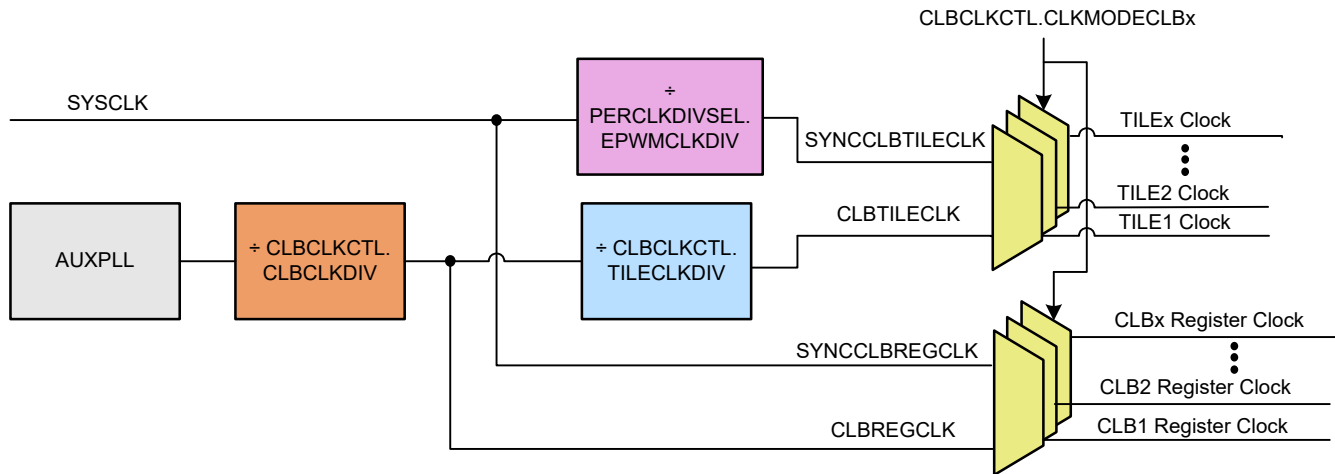 CLBCLKCTL.CLKMODECLBx
SYSCLK
÷
PERCLKDIVSEL.
EPWMCLKDIV
SYNCCLBTILECLK
TILEx Clock
TILE2 Clock
TILE1 Clock
AUXPLL
÷ CLBCLKCTL.
CLBCLKDIV
÷ CLBCLKCTL.
TILECLKDIV
CLBTILECLK
SYNCCLBREGCLK
CLBx Register Clock
CLB2 Register Clock
CLBREGCLK
CLB1 Register Clock